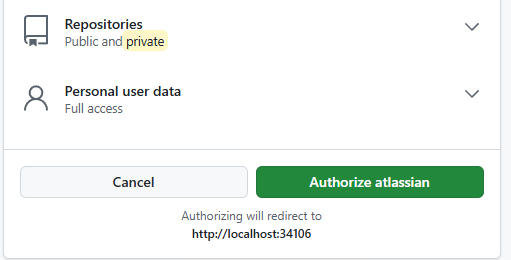 Repositories
Public and private
Personal user data
Full access
Cancel
Authorize atlassian
Authorizing will redirect to
http://localhost:34106